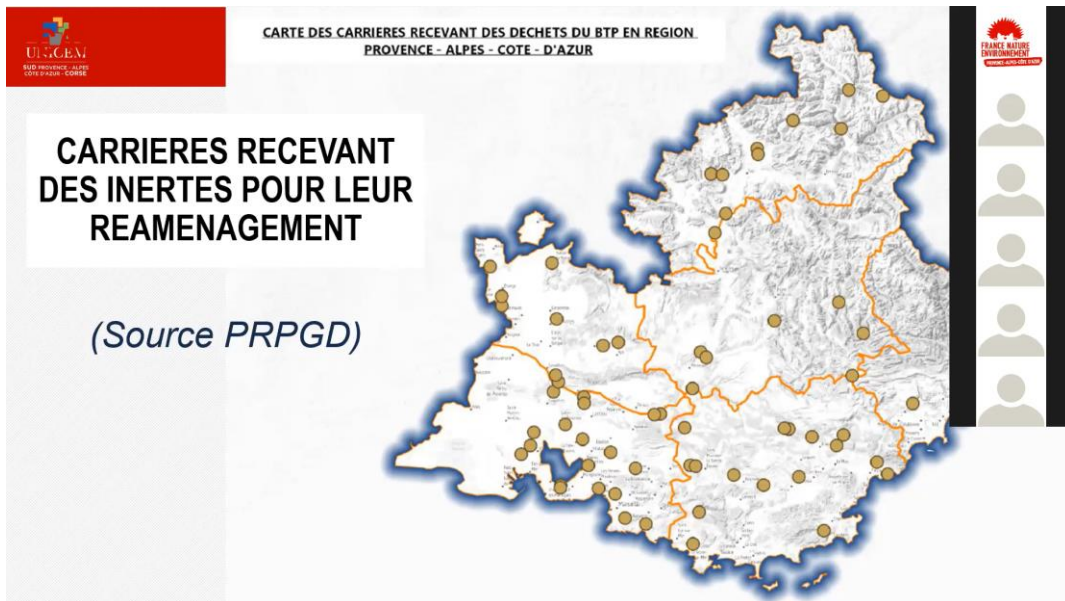 UNICEM
SUD PROVENCE - ALPES
CÔTE D'AZUR - CORSE
CARTE DES CARRIERES RECEVANT DES DECHETS DU BTP EN REGION
PROVENCE - ALPES - COTE - D'AZUR
FRANCE NATURE
ENVIRONNEMENT
PROVENCE-ALPES-CÔTE D'AZUR
CARRIERES RECEVANT
DES INERTES POUR LEUR
REAMENAGEMENT
(Source PRPGD)